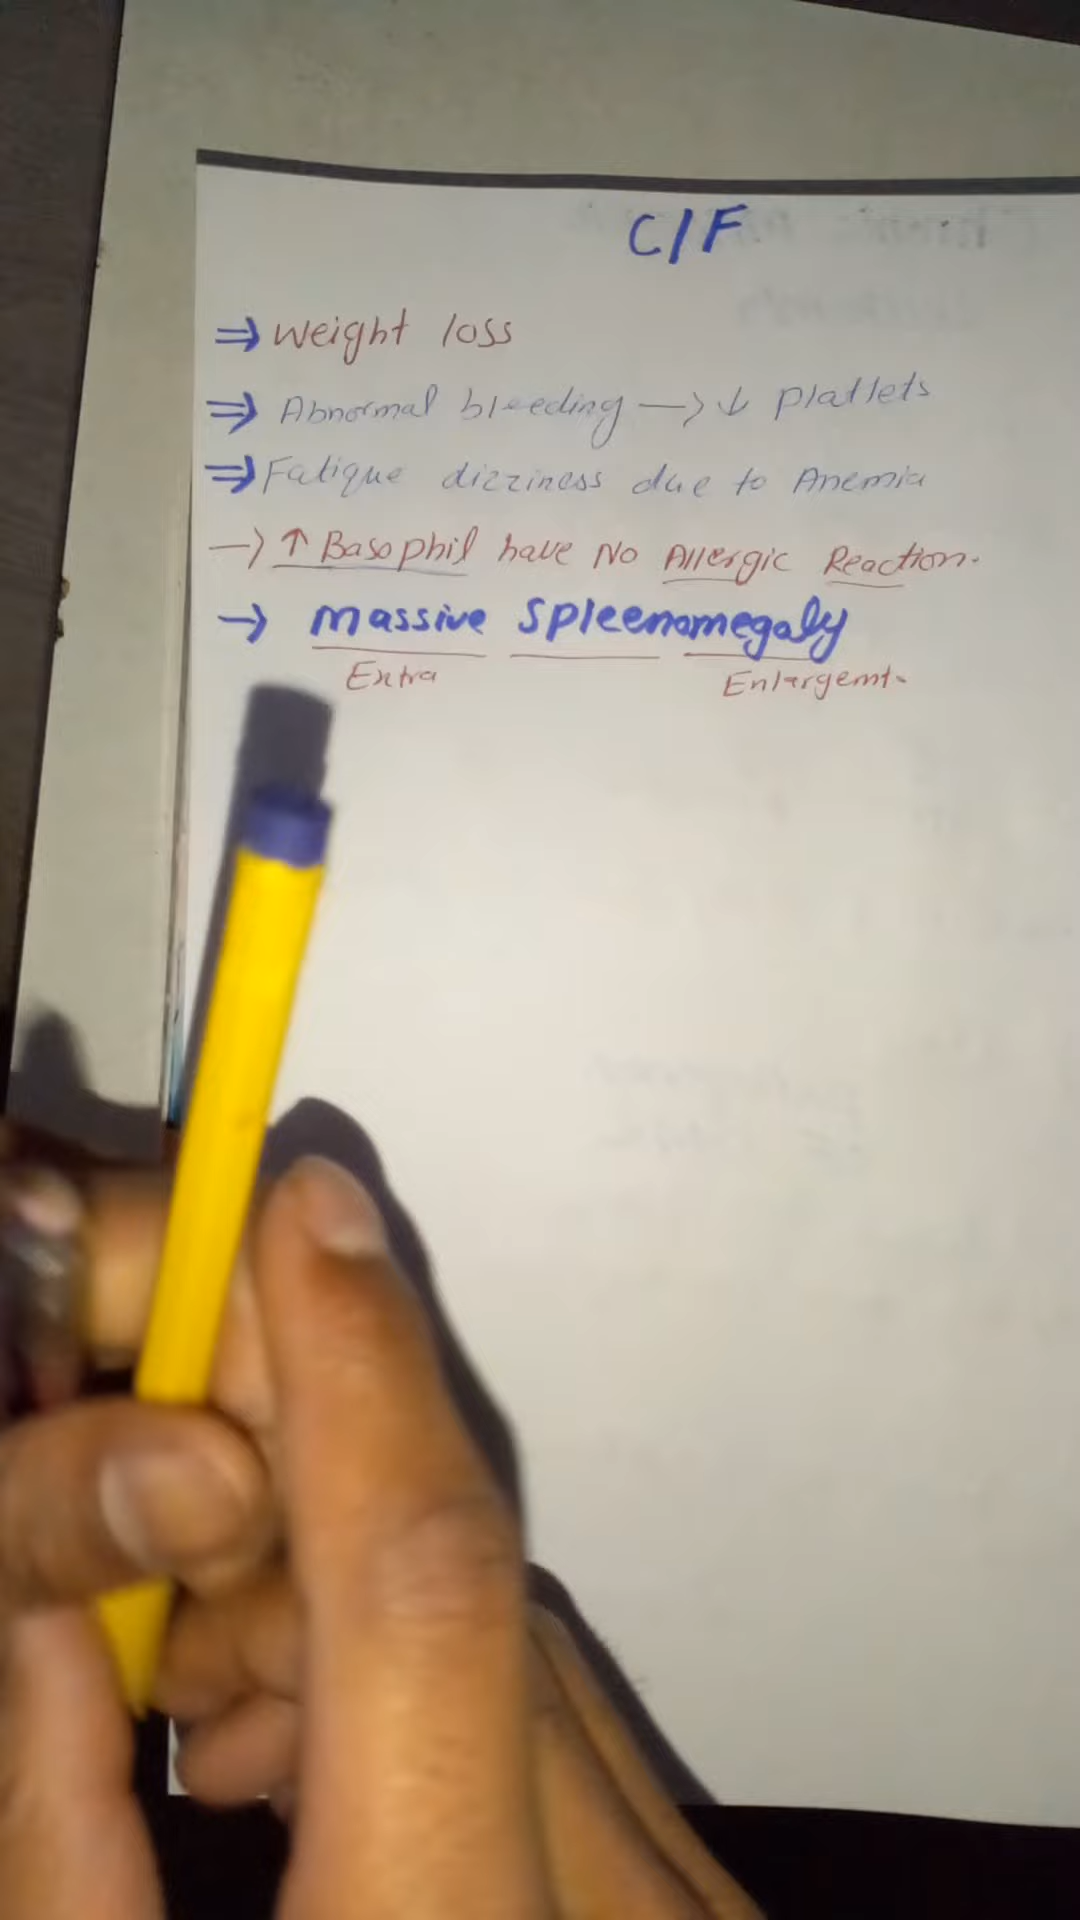 C/F
⇒ Weight loss
⇒ Abnormal bleeding → ↓ Platlets
⇒ Fatique dizziness due to Anemia
→ ↑ Basophil have No Allergic Reaction.
→ massive spleenomegaly
Extra Enlargemt.